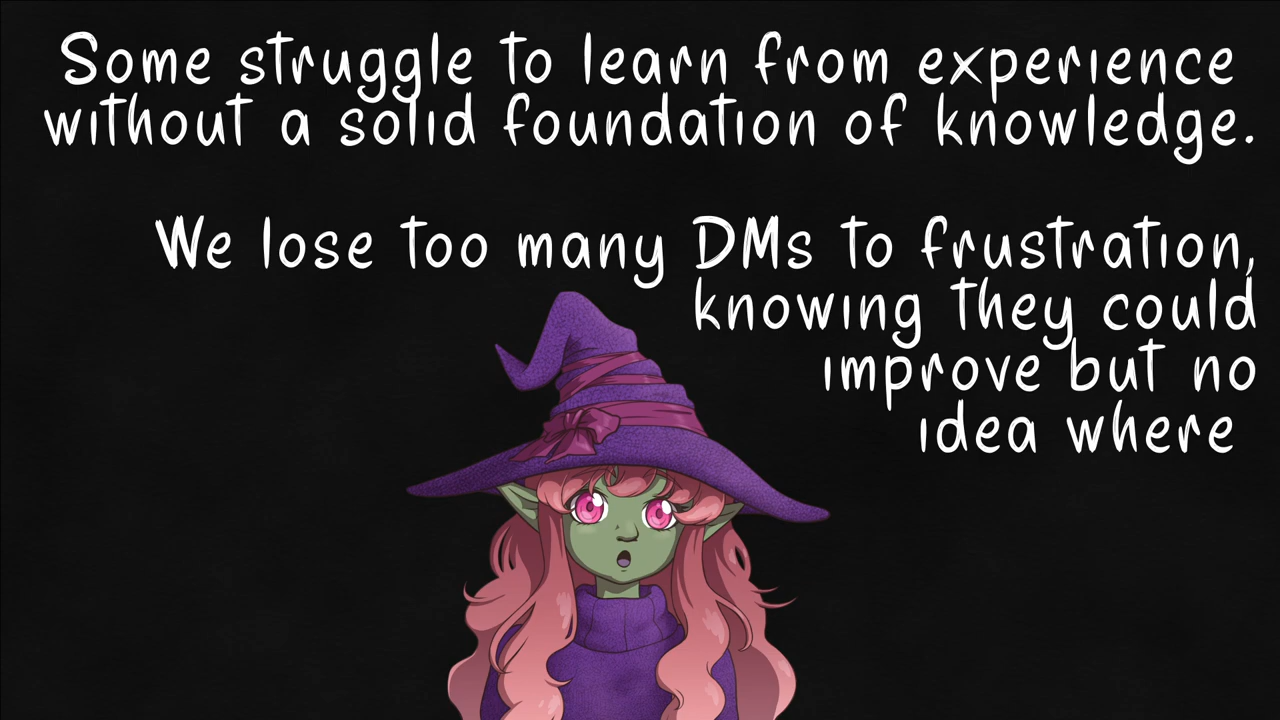 Some struggle to learn from experience
without a solid foundation of knowledge.
We lose too many DMs to frustration,
knowing they could
improve but no
idea where